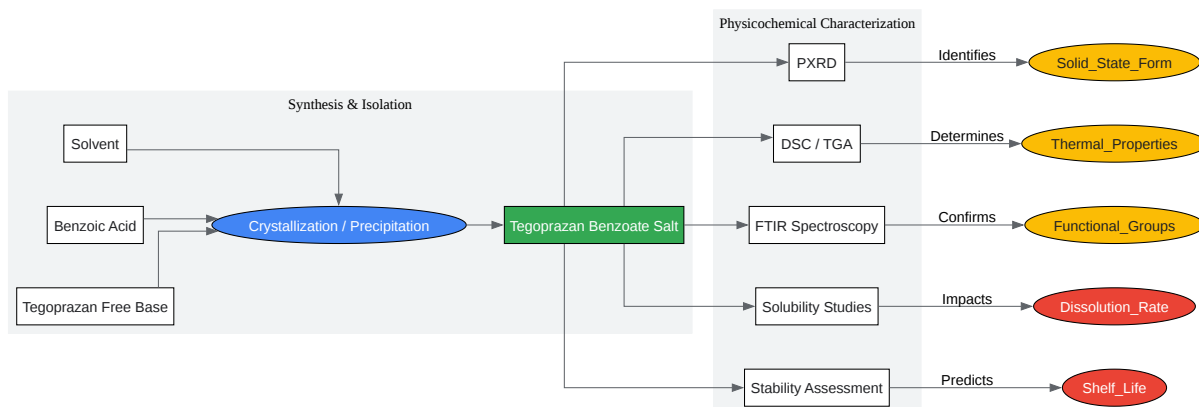 Physicochemical Characterization
PXRD
Identifies
Solid_State_Form
Synthesis & Isolation
Solvent
DSC / TGA
Determines
Thermal_Properties
Benzoic Acid
Crystallization / Precipitation
Tegoprazan Benzoate Salt
FTIR Spectroscopy
Confirms
Functional_Groups
Tegoprazan Free Base
Solubility Studies
Impacts
Dissolution_Rate
Stability Assessment
Predicts
Shelf_Life